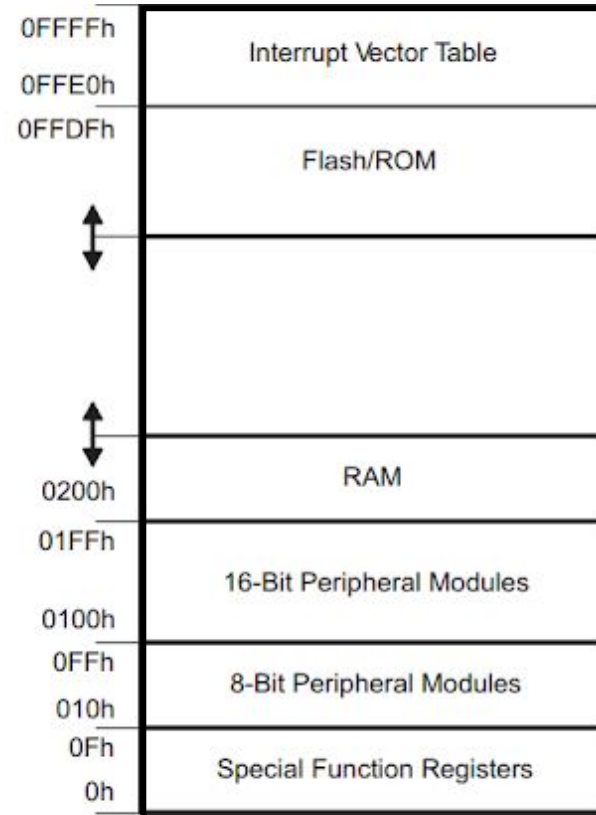 0FFFFh
Interrupt Vector Table
0FFE0h
0FFDFh
Flash/ROM
RAM
0200h
01FFh
16-Bit Peripheral Modules
0100h
0FFh
8-Bit Peripheral Modules
010h
0Fh
Special Function Registers
0h